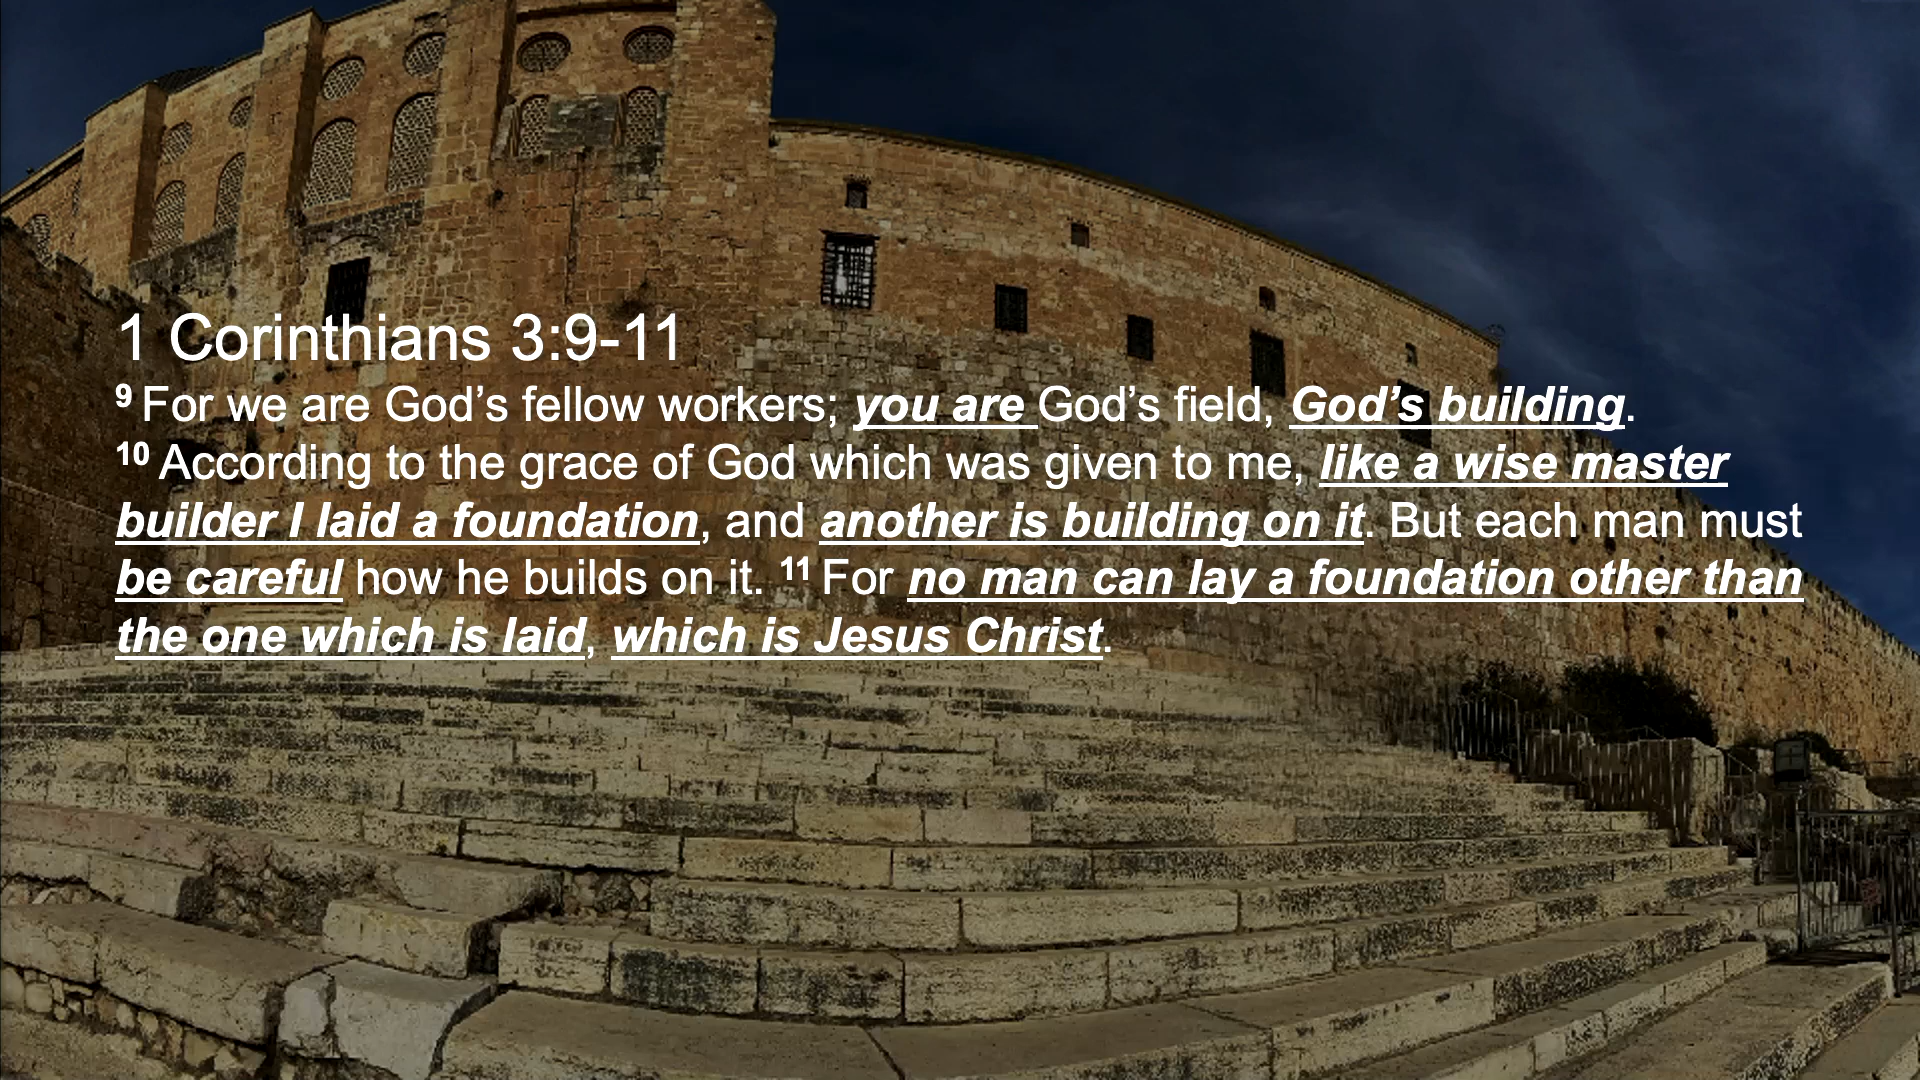 1 Corinthians 3:9-11
9 For we are God’s fellow workers; you are God’s field, God’s building.
10 According to the grace of God which was given to me, like a wise master
builder I laid a foundation, and another is building on it. But each man must
be careful how he builds on it. 11 For no man can lay a foundation other than
the one which is laid, which is Jesus Christ.